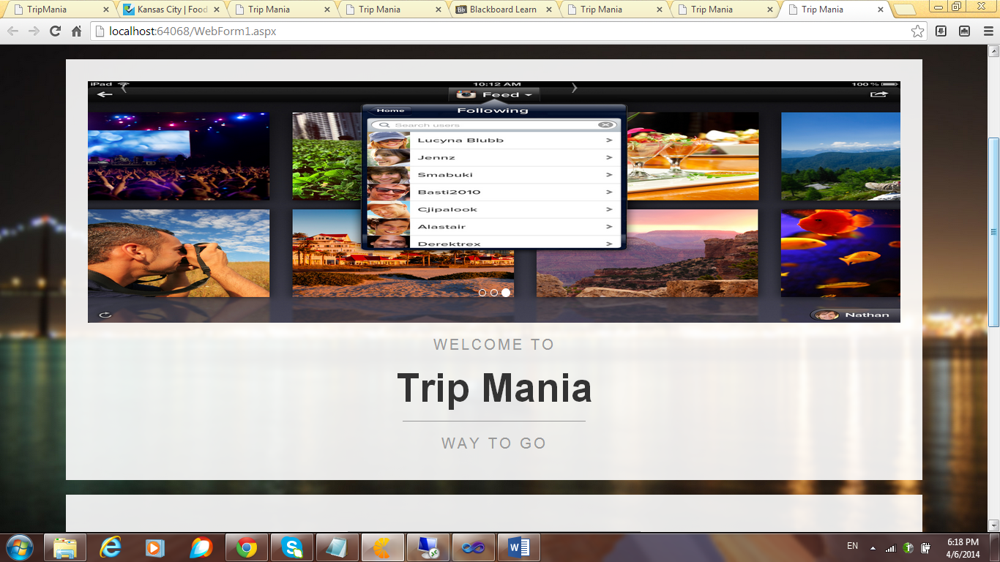 TripMania
Kansas City | Food
Trip Mania
Trip Mania
Blackboard Learn
Trip Mania
Trip Mania
Trip Mania
localhost:64068/WebForm1.aspx
iPad
10:12 AM
100 %
Feed
Home
Following
Search users
Lucyna Blubb
Jennz
Smabuki
Basti2010
Cjipalook
Alastair
Derektrex
Nathan
WELCOME TO
Trip Mania
WAY TO GO
EN
6:18 PM
4/6/2014